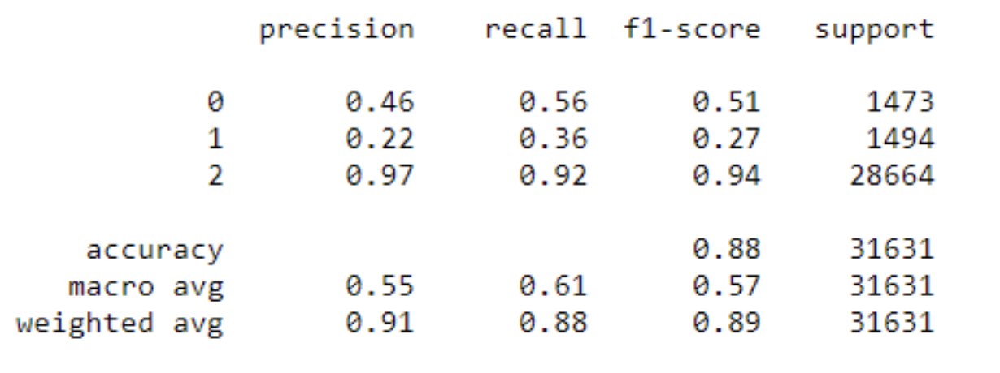 precision recall f1-score support
0 0.46 0.56 0.51 1473
1 0.22 0.36 0.27 1494
2 0.97 0.92 0.94 28664
accuracy 0.88 31631
macro avg 0.55 0.61 0.57 31631
weighted avg 0.91 0.88 0.89 31631